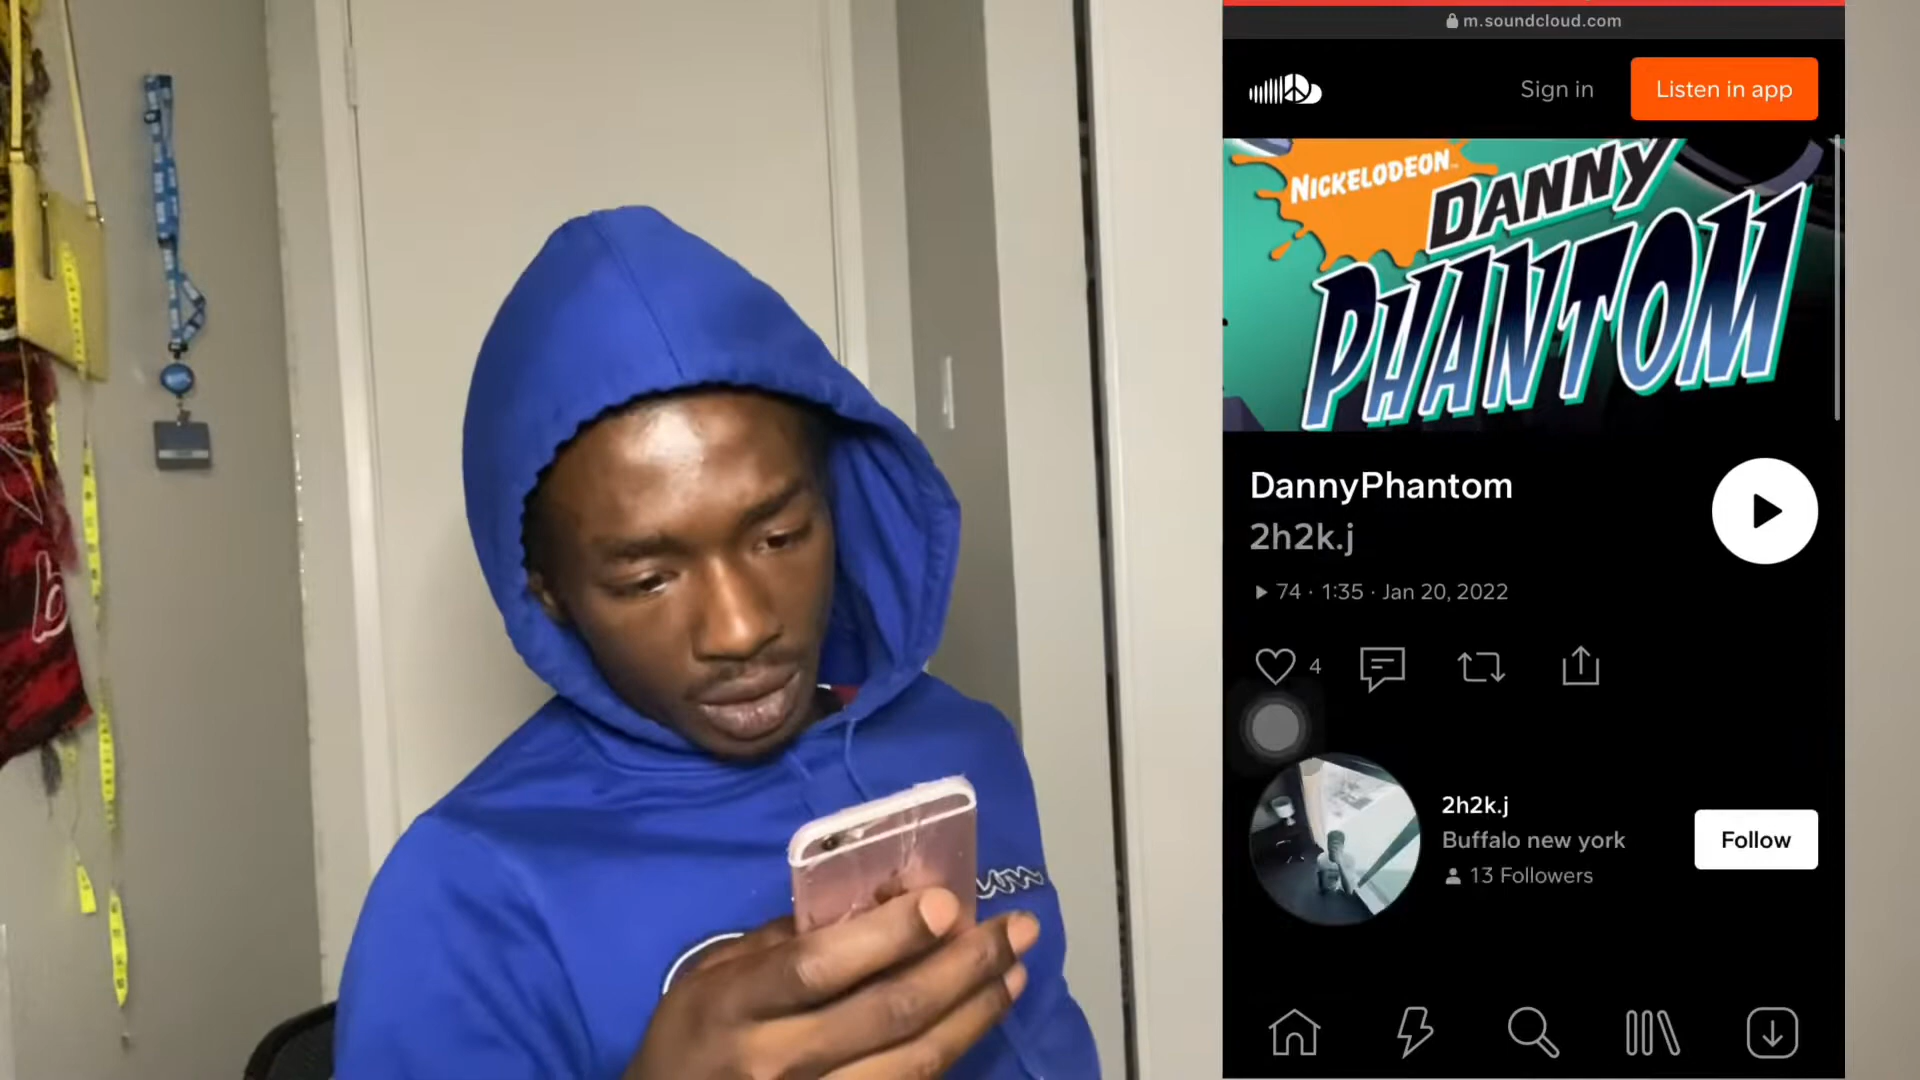 m.soundcloud.com
Sign in
Listen in app
NICKELODEON
DANNY
PHANTOM
DannyPhantom
2h2k.j
74 · 1:35 · Jan 20, 2022
4
2h2k.j
Buffalo new york
13 Followers
Follow